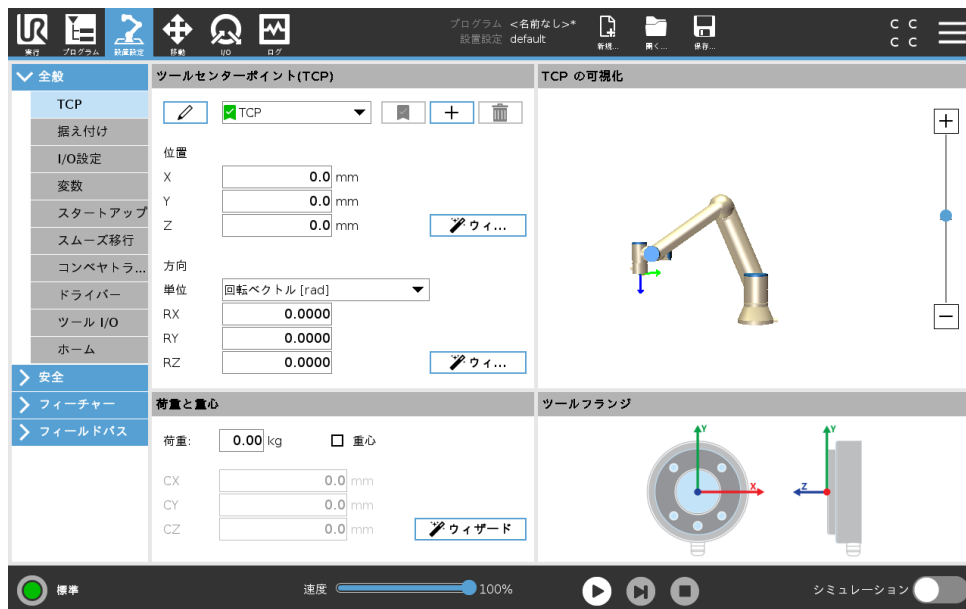 UR
実行
プログラム
設置設定
移動
I/O
ログ
プログラム <名前なし>*
設置設定 default
新規...
開く...
保存...
C C
C C
全般
TCP
据え付け
I/O設定
変数
スタートアップ
スムーズ移行
コンベヤトラ...
ドライバー
ツール I/O
ホーム
安全
フィーチャー
フィールドバス
ツールセンターポイント(TCP)
TCP
位置
X 0.0 mm
Y 0.0 mm
Z 0.0 mm
ウィ...
方向
単位 回転ベクトル [rad]
RX 0.0000
RY 0.0000
RZ 0.0000
ウィ...
荷重と重心
荷重: 0.00 kg 重心
CX 0.0 mm
CY 0.0 mm
CZ 0.0 mm
ウィザード
TCP の可視化
ツールフランジ
Y
X
Y
Z
標準
速度 100%
シミュレーション